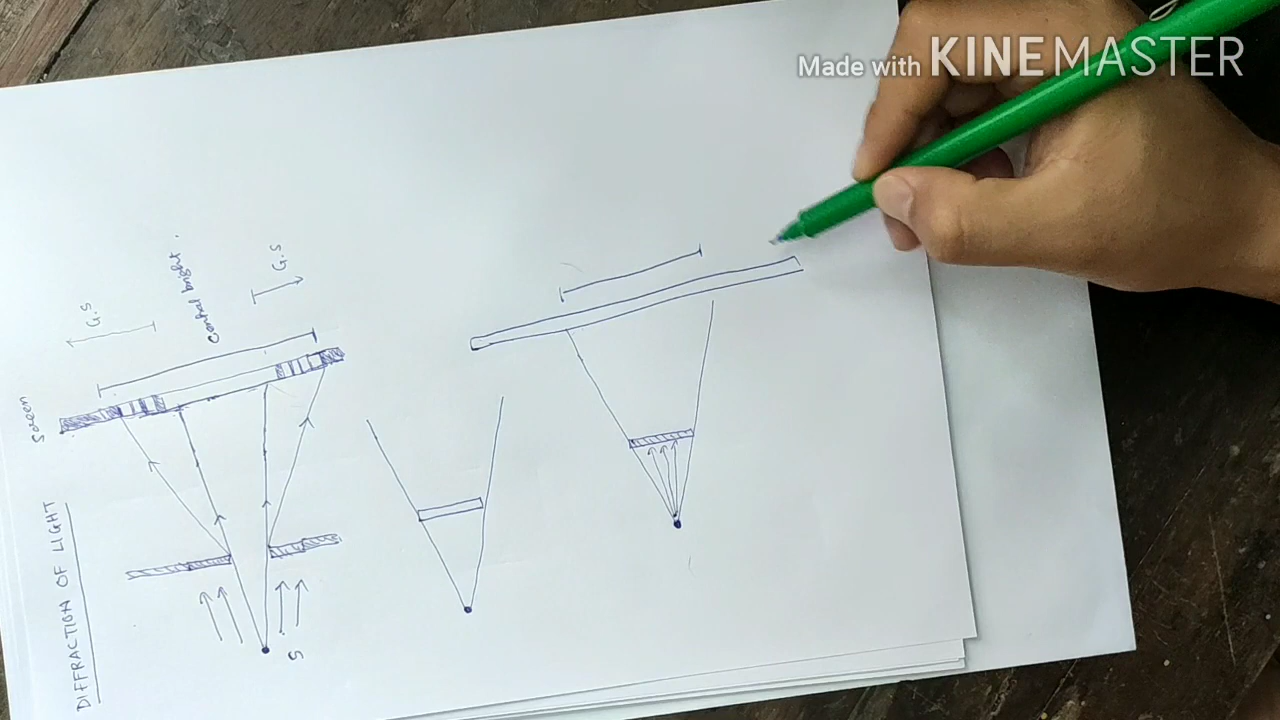 Made with KINEMASTER
DIFFRACTION OF LIGHT
Screen
G.S
central bright.
G.S
S